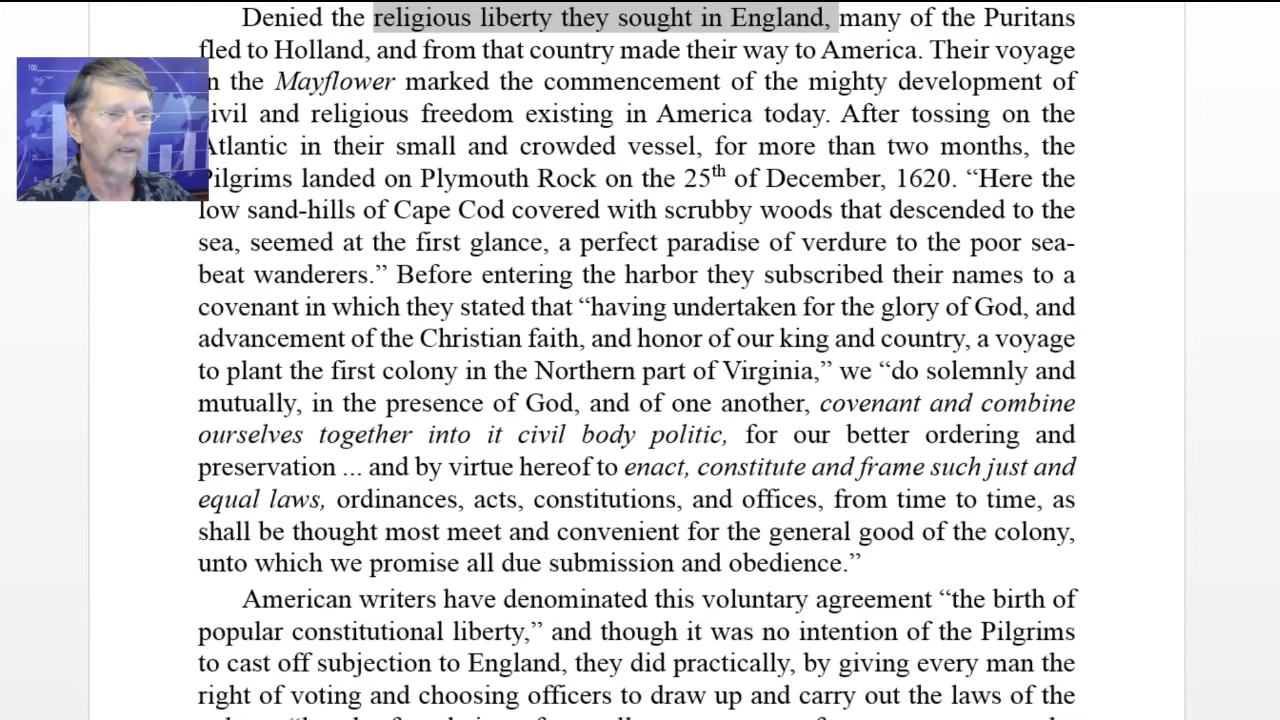 Denied the religious liberty they sought in England, many of the Puritans
fled to Holland, and from that country made their way to America. Their voyage
n the Mayflower marked the commencement of the mighty development of
ivil and religious freedom existing in America today. After tossing on the
Atlantic in their small and crowded vessel, for more than two months, the
Pilgrims landed on Plymouth Rock on the 25th of December, 1620. “Here the
low sand-hills of Cape Cod covered with scrubby woods that descended to the
sea, seemed at the first glance, a perfect paradise of verdure to the poor sea-
beat wanderers.” Before entering the harbor they subscribed their names to a
covenant in which they stated that “having undertaken for the glory of God, and
advancement of the Christian faith, and honor of our king and country, a voyage
to plant the first colony in the Northern part of Virginia,” we “do solemnly and
mutually, in the presence of God, and of one another, covenant and combine
ourselves together into it civil body politic, for our better ordering and
preservation ... and by virtue hereof to enact, constitute and frame such just and
equal laws, ordinances, acts, constitutions, and offices, from time to time, as
shall be thought most meet and convenient for the general good of the colony,
unto which we promise all due submission and obedience.”
American writers have denominated this voluntary agreement “the birth of
popular constitutional liberty,” and though it was no intention of the Pilgrims
to cast off subjection to England, they did practically, by giving every man the
right of voting and choosing officers to draw up and carry out the laws of the